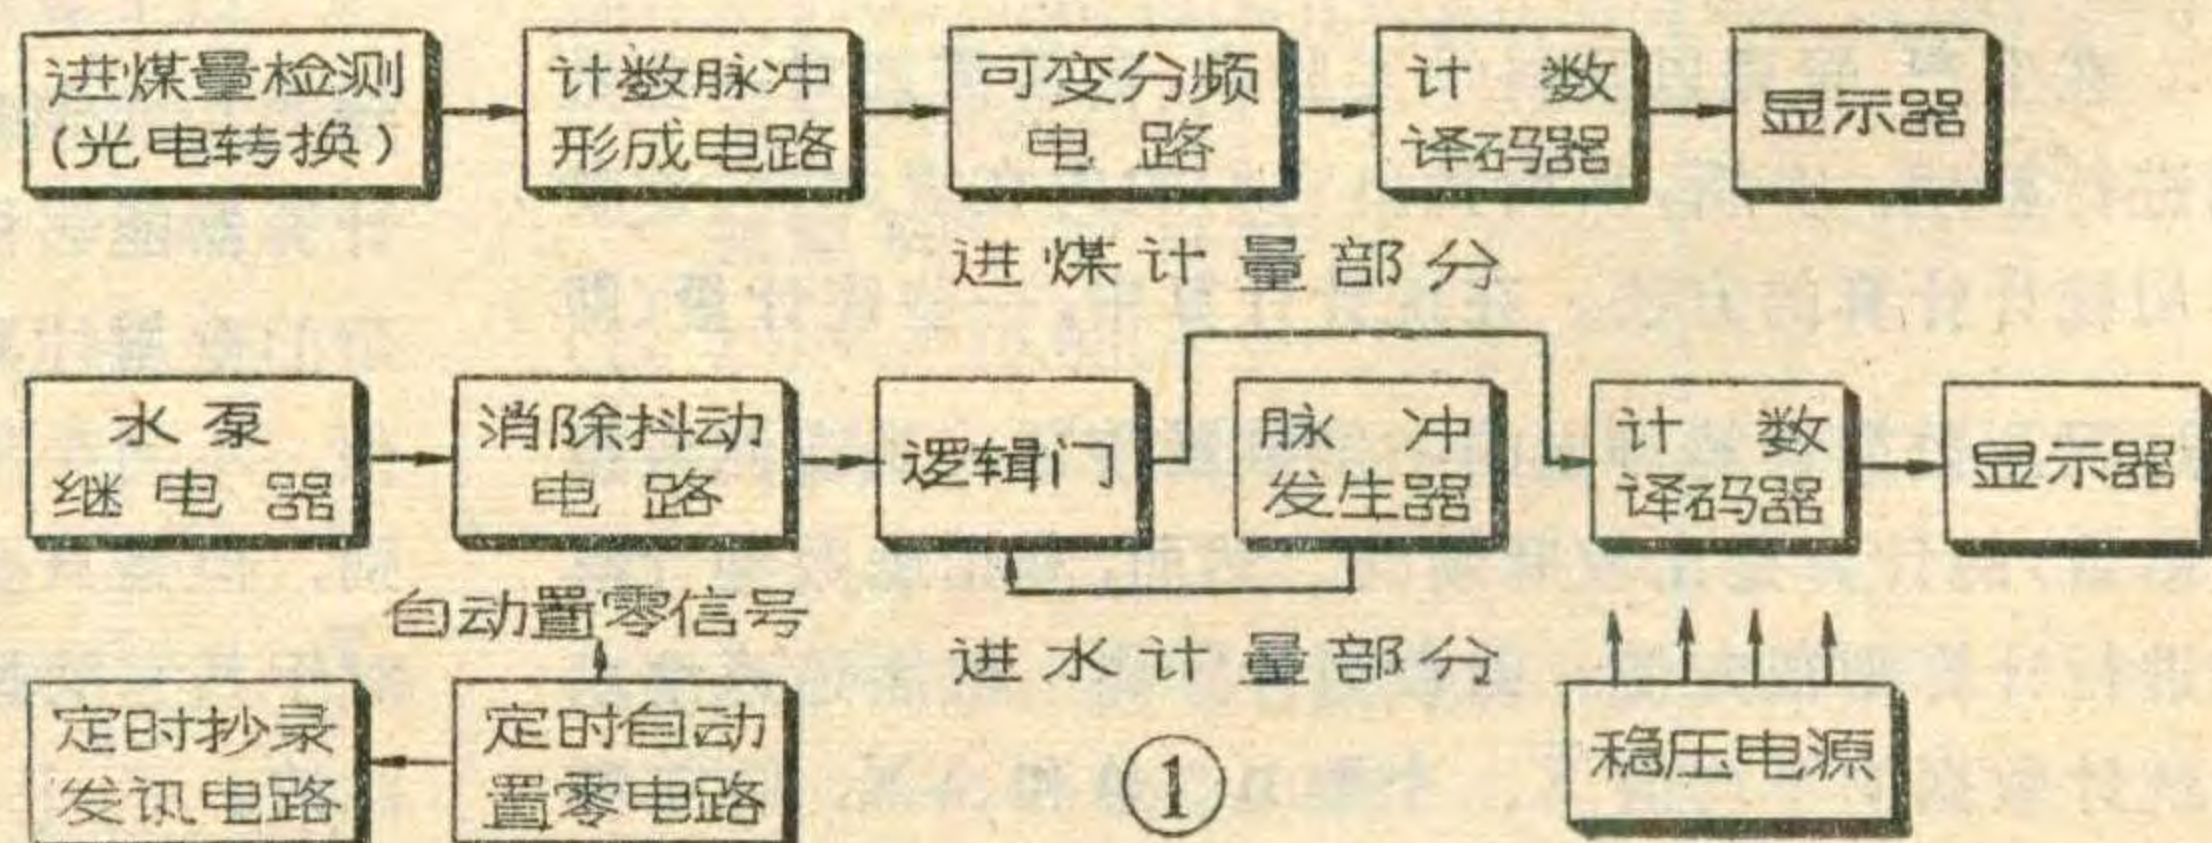 进煤量检测
(光电转换)
计数脉冲
形成电路
可变分频
电路
计数
译码器
显示器
进煤计量部分
水泵
继电器
消除抖动
电路
逻辑门
脉冲
发生器
计数
译码器
显示器
自动置零信号
进水计量部分
定时抄录
发讯电路
定时自动
置零电路
①
稳压电源